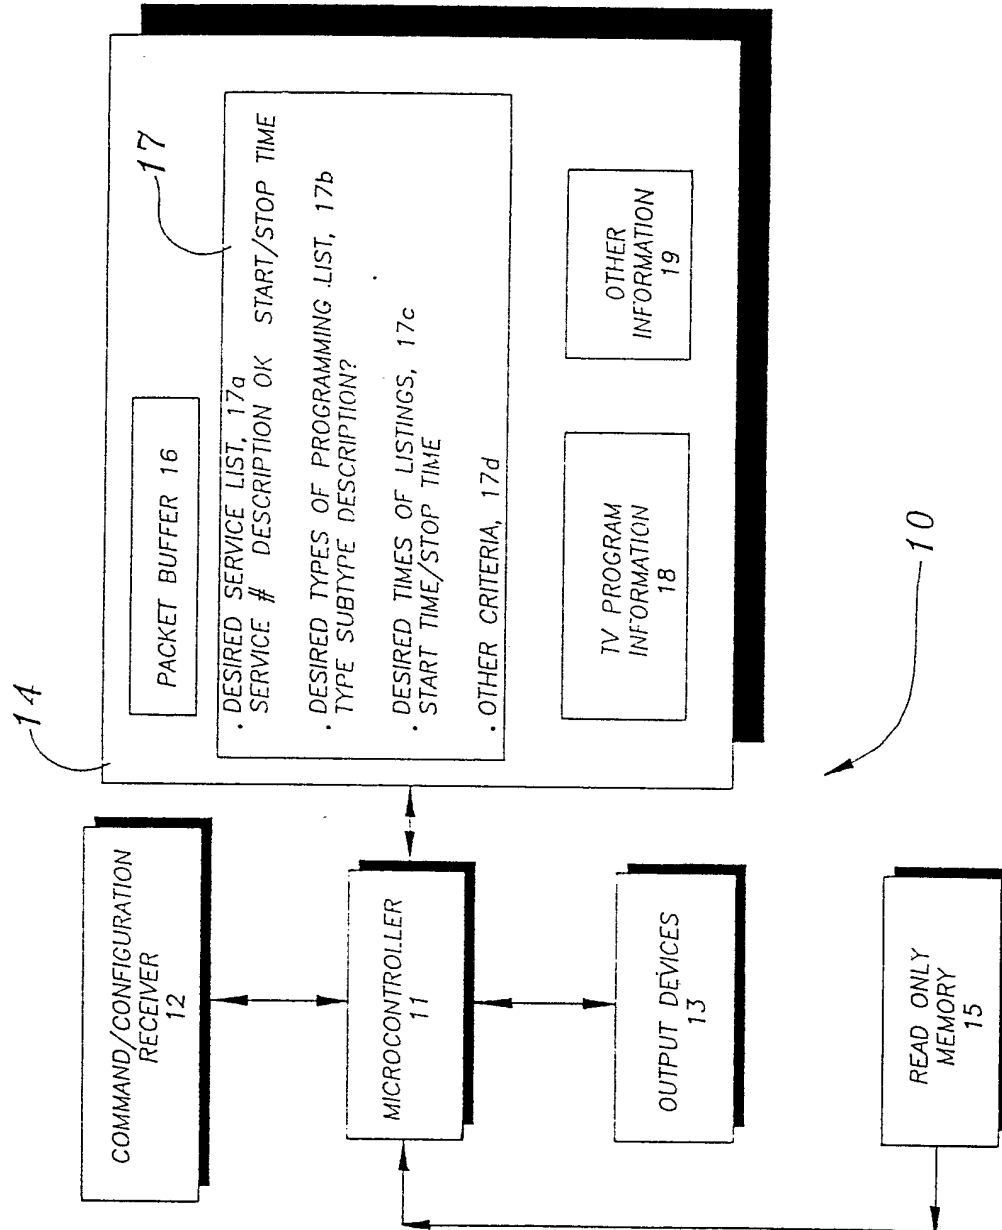 14
PACKET BUFFER 16
17
· DESIRED SERVICE LIST, 17a
SERVICE # DESCRIPTION OK START/STOP TIME
· DESIRED TYPES OF PROGRAMMING LIST, 17b
TYPE SUBTYPE DESCRIPTION?
· DESIRED TIMES OF LISTINGS, 17c
START TIME/STOP TIME
· OTHER CRITERIA, 17d
TV PROGRAM
INFORMATION
18
OTHER
INFORMATION
19
COMMAND/CONFIGURATION
RECEIVER
12
MICROCONTROLLER
11
OUTPUT DEVICES
13
READ ONLY
MEMORY
15
10